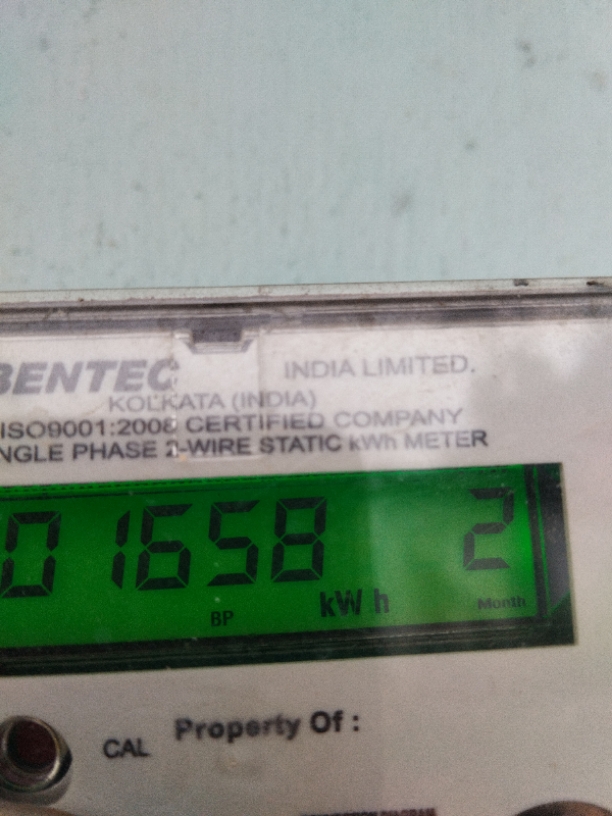 BENTEC INDIA LIMITED.
KOLKATA (INDIA)
ISO9001:2008 CERTIFIED COMPANY
NGLE PHASE 2-WIRE STATIC kWh METER
01658 2
BP kWh Month
CAL Property Of :